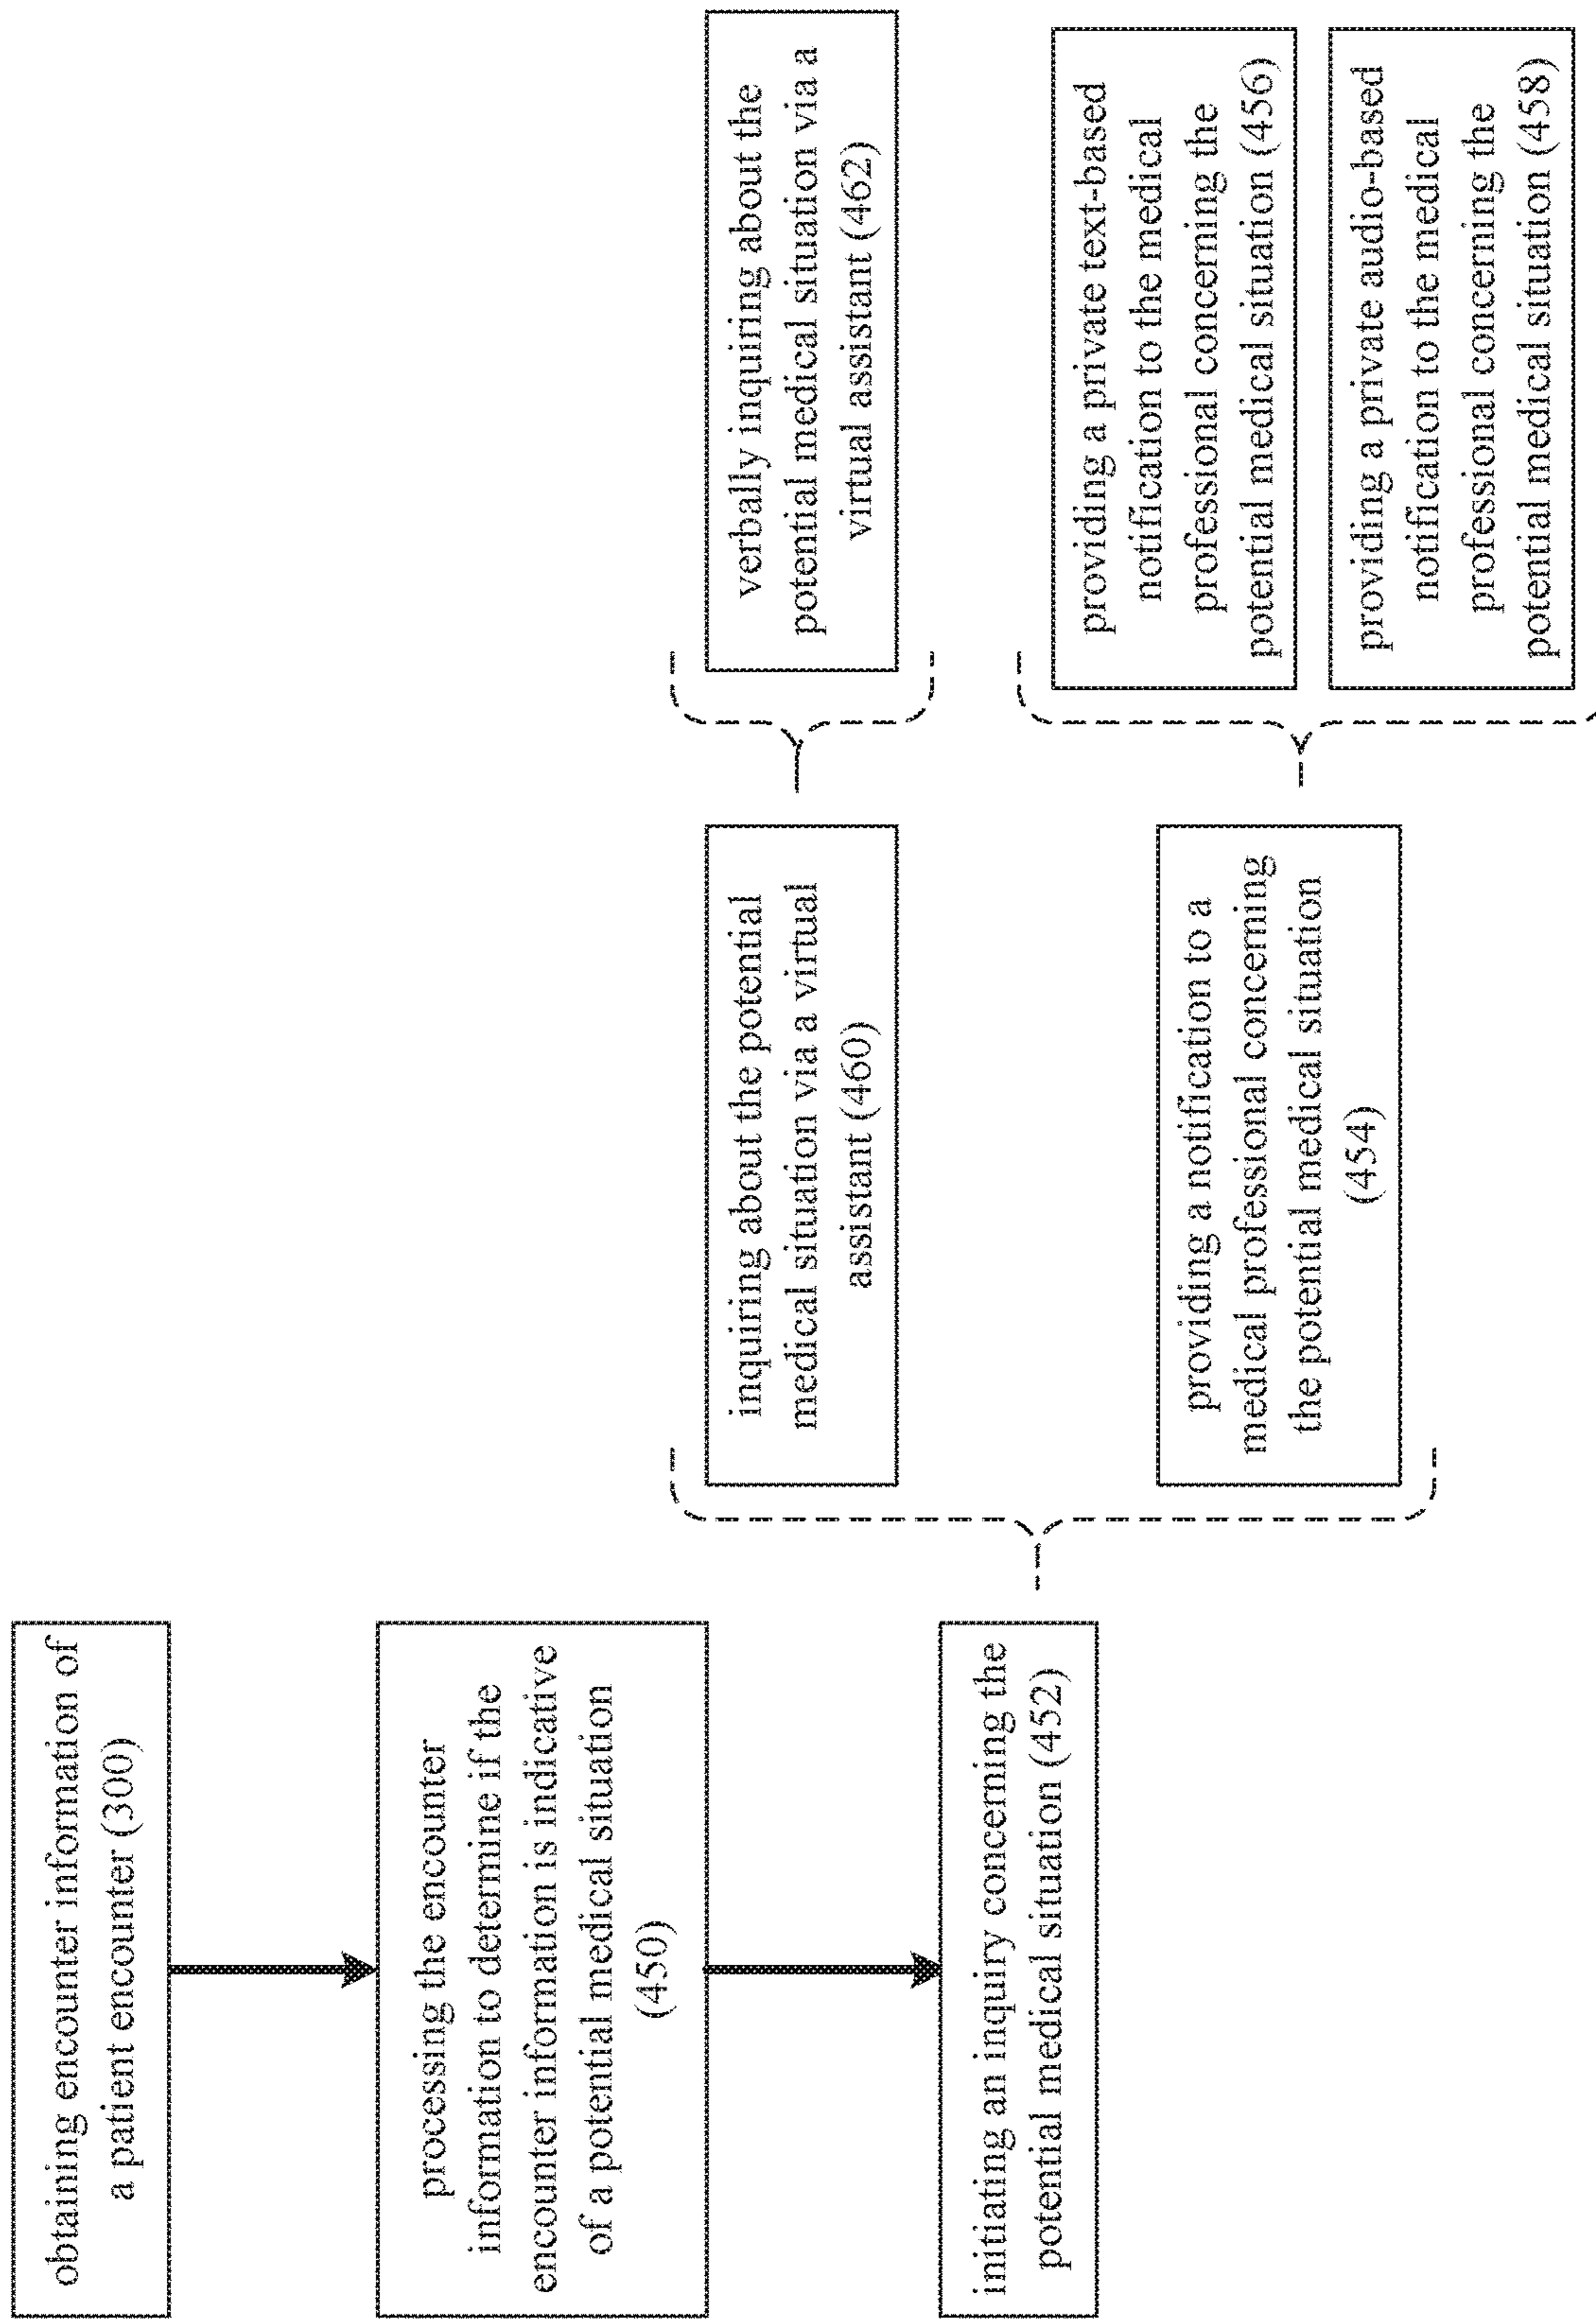 obtaining encounter information of
a patient encounter (300)
processing the encounter
information to determine if the
encounter information is indicative
of a potential medical situation
(450)
initiating an inquiry concerning the
potential medical situation (452)
inquiring about the potential
medical situation via a virtual
assistant (460)
providing a notification to a
medical professional concerning
the potential medical situation
(454)
verbally inquiring about the
potential medical situation via a
virtual assistant (462)
providing a private text-based
notification to the medical
professional concerning the
potential medical situation (456)
providing a private audio-based
notification to the medical
professional concerning the
potential medical situation (458)